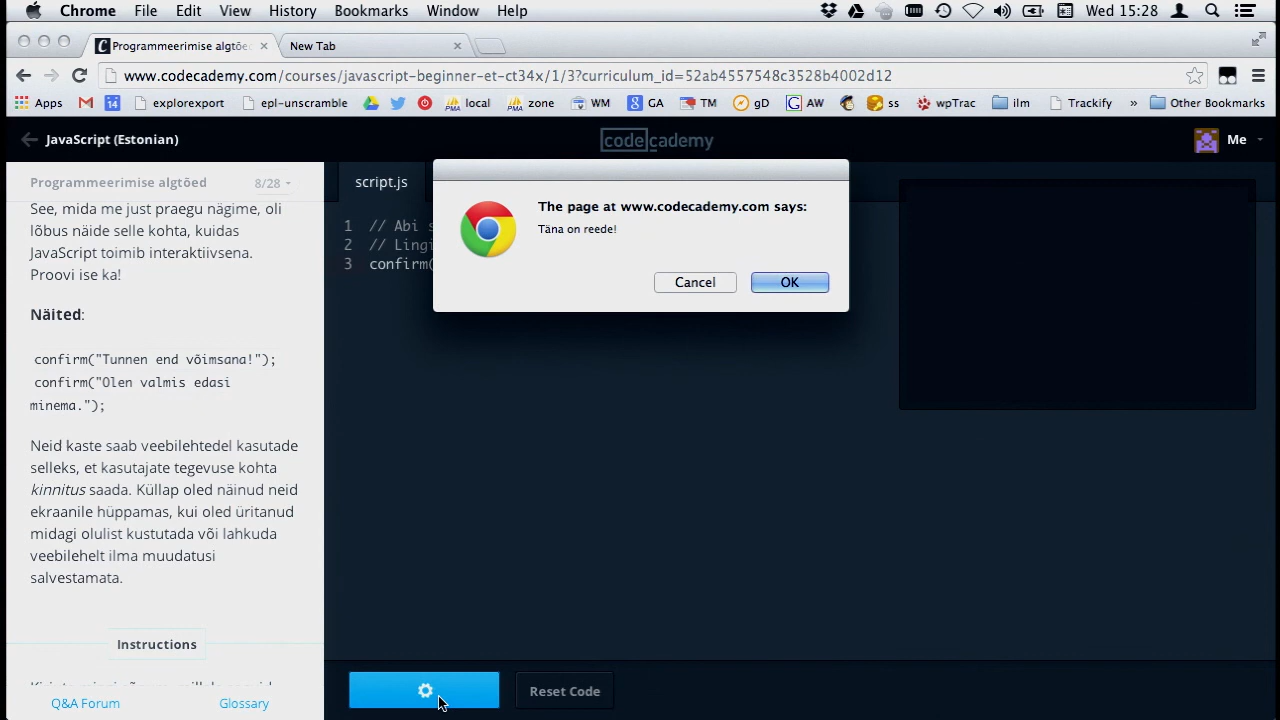 Chrome File Edit View History Bookmarks Window Help Wed 15:28
Programmeerimise algtõe New Tab
www.codecademy.com/courses/javascript-beginner-et-ct34x/1/3?curriculum_id=52ab4557548c3528b4002d12
Apps 14 explorexport epl-unscramble local zone WM GA TM gD AW ss wpTrac ilm Trackify » Other Bookmarks
JavaScript (Estonian) codecademy Me
Programmeerimise algtõed 8/28
See, mida me just praegu nägime, oli
lõbus näide selle kohta, kuidas
JavaScript toimib interaktiivsena.
Proovi ise ka!
Näited:
confirm("Tunnen end võimsana!");
confirm("Olen valmis edasi
minema.");
Neid kaste saab veebilehtedel kasutade
selleks, et kasutajate tegevuse kohta
kinnitus saada. Küllap oled näinud neid
ekraanile hüppamas, kui oled üritanud
midagi olulist kustutada või lahkuda
veebilehelt ilma muudatusi
salvestamata.
Instructions
Q&A Forum Glossary
script.js
1 // Abi
2 // Lingi
3 confirm(
The page at www.codecademy.com says:
Täna on reede!
Cancel OK
Reset Code